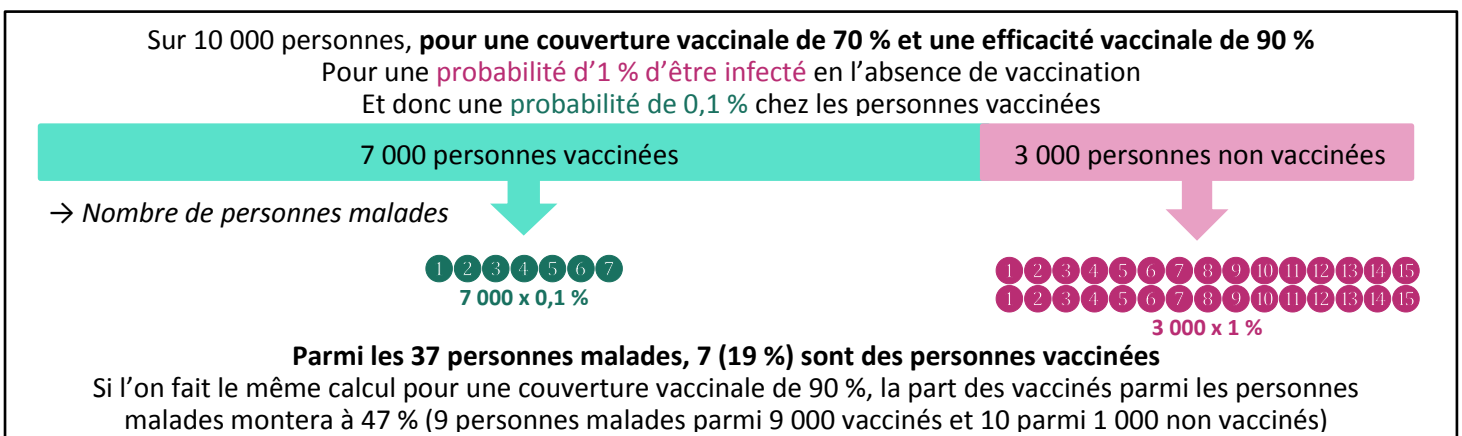 Sur 10 000 personnes, pour une couverture vaccinale de 70 % et une efficacité vaccinale de 90 %
Pour une probabilité d’1 % d’être infecté en l’absence de vaccination
Et donc une probabilité de 0,1 % chez les personnes vaccinées
7 000 personnes vaccinées
3 000 personnes non vaccinées
→ Nombre de personnes malades
1 2 3 4 5 6 7
7 000 x 0,1 %
1 2 3 4 5 6 7 8 9 10 11 12 13 14 15
1 2 3 4 5 6 7 8 9 10 11 12 13 14 15
3 000 x 1 %
Parmi les 37 personnes malades, 7 (19 %) sont des personnes vaccinées
Si l’on fait le même calcul pour une couverture vaccinale de 90 %, la part des vaccinés parmi les personnes
malades montera à 47 % (9 personnes malades parmi 9 000 vaccinés et 10 parmi 1 000 non vaccinés)